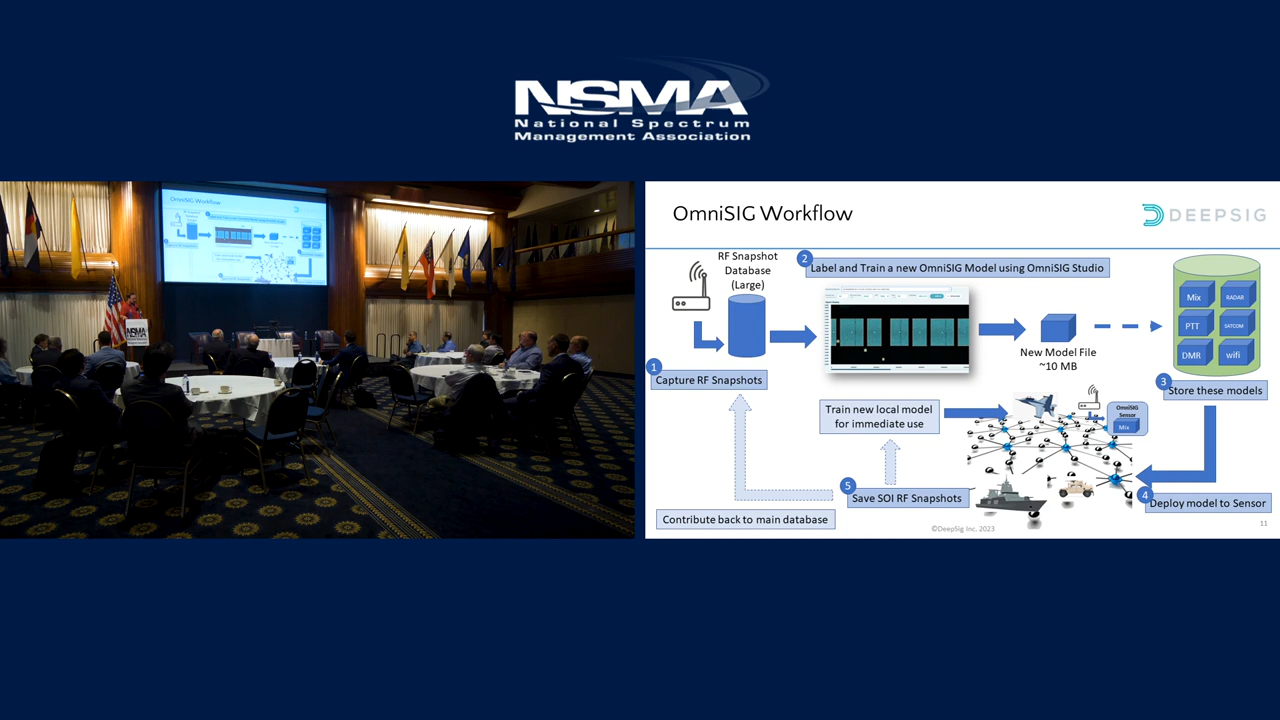 NSMA
National Spectrum
Management Association
OmniSIG Workflow
NSMA
OmniSIG Workflow
DEEPSIG
RF Snapshot
Database
(Large)
2
Label and Train a new OmniSIG Model using OmniSIG Studio
Mix
RADAR
PTT
SATCOM
DMR
wifi
New Model File
~10 MB
1
Capture RF Snapshots
3
Store these models
Train new local model
for immediate use
OmniSIG
Sensor
Mix
5
Save SOI RF Snapshots
4
Deploy model to Sensor
Contribute back to main database
©DeepSig Inc. 2023
11